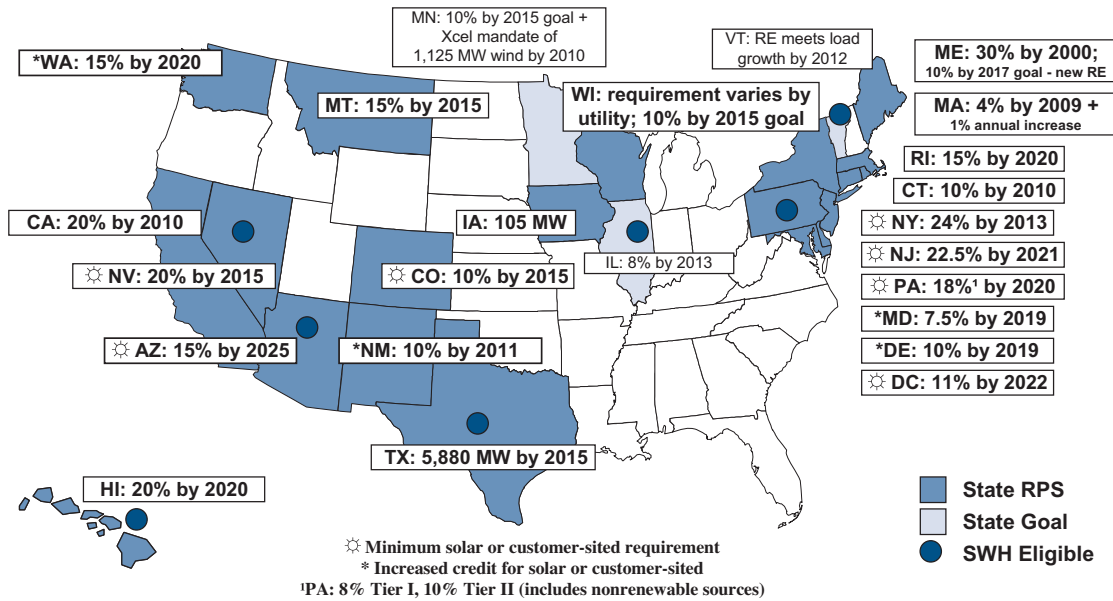 MN: 10% by 2015 goal +
Xcel mandate of
1,125 MW wind by 2010
VT: RE meets load
growth by 2012
ME: 30% by 2000;
10% by 2017 goal - new RE
*WA: 15% by 2020
MT: 15% by 2015
WI: requirement varies by
utility; 10% by 2015 goal
MA: 4% by 2009 +
1% annual increase
RI: 15% by 2020
CT: 10% by 2010
CA: 20% by 2010
IA: 105 MW
☼ NY: 24% by 2013
☼ NV: 20% by 2015
☼ CO: 10% by 2015
IL: 8% by 2013
☼ NJ: 22.5% by 2021
☼ PA: 18%¹ by 2020
*MD: 7.5% by 2019
☼ AZ: 15% by 2025
*NM: 10% by 2011
*DE: 10% by 2019
☼ DC: 11% by 2022
TX: 5,880 MW by 2015
HI: 20% by 2020
State RPS
State Goal
SWH Eligible
☼ Minimum solar or customer-sited requirement
* Increased credit for solar or customer-sited
¹PA: 8% Tier I, 10% Tier II (includes nonrenewable sources)